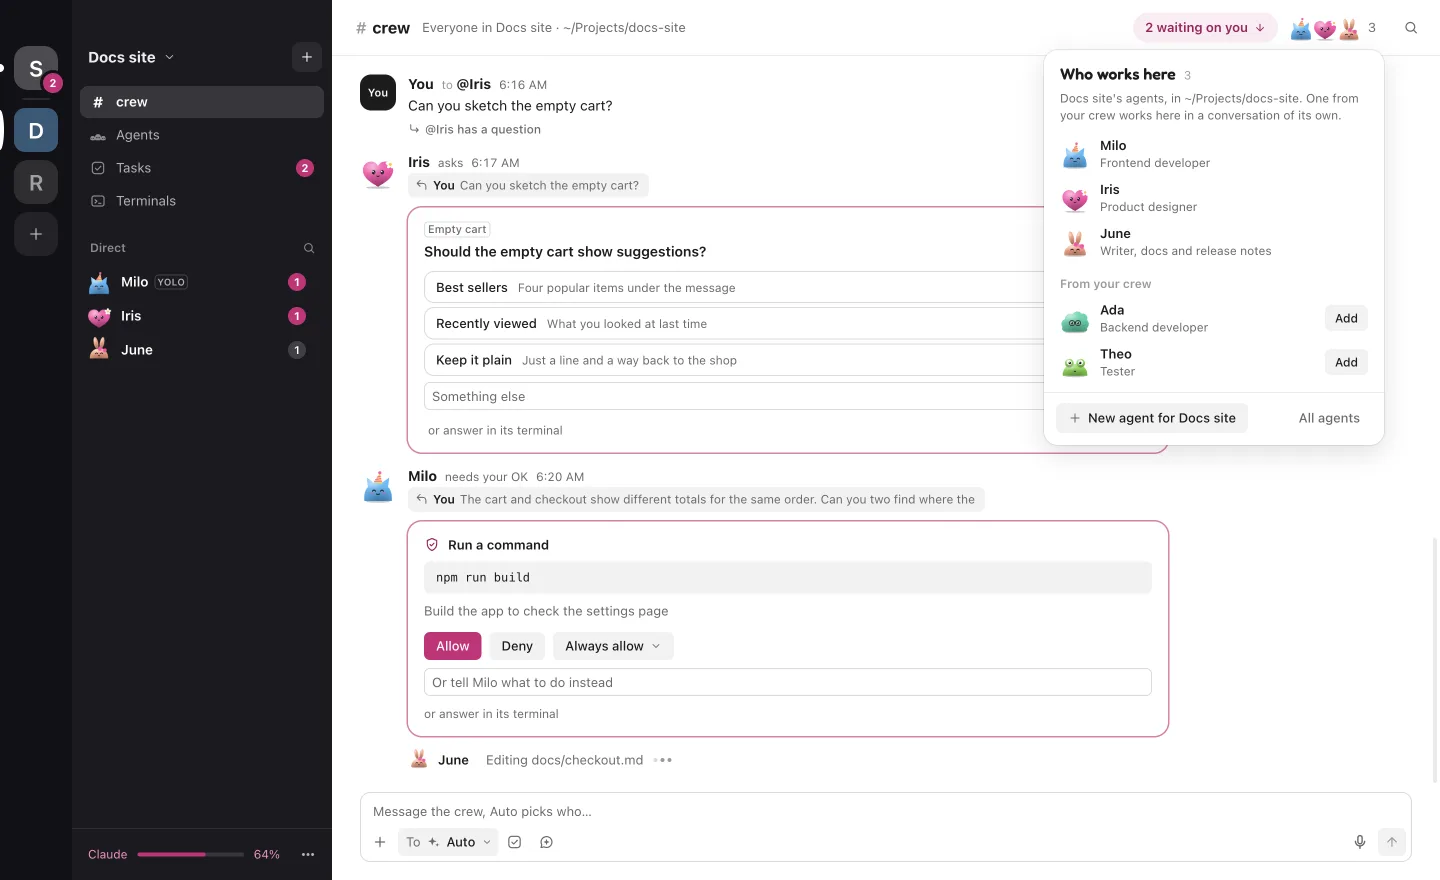 S
2
D
R
Docs site
# crew
Agents
Tasks
2
Terminals
Direct
Milo YOLO
1
Iris
1
June
1
Claude
64%
# crew
Everyone in Docs site · ~/Projects/docs-site
2 waiting on you ↓
3
You
You to @Iris 6:16 AM
Can you sketch the empty cart?
@Iris has a question
Iris asks 6:17 AM
You Can you sketch the empty cart?
Empty cart
Should the empty cart show suggestions?
Best sellers Four popular items under the message
Recently viewed What you looked at last time
Keep it plain Just a line and a way back to the shop
Something else
or answer in its terminal
Milo needs your OK 6:20 AM
You The cart and checkout show different totals for the same order. Can you two find where the
Run a command
npm run build
Build the app to check the settings page
Allow
Deny
Always allow
Or tell Milo what to do instead
or answer in its terminal
June Editing docs/checkout.md
Message the crew, Auto picks who…
To Auto
Who works here 3
Docs site's agents, in ~/Projects/docs-site. One from
your crew works here in a conversation of its own.
Milo
Frontend developer
Iris
Product designer
June
Writer, docs and release notes
From your crew
Ada
Backend developer
Add
Theo
Tester
Add
+ New agent for Docs site
All agents